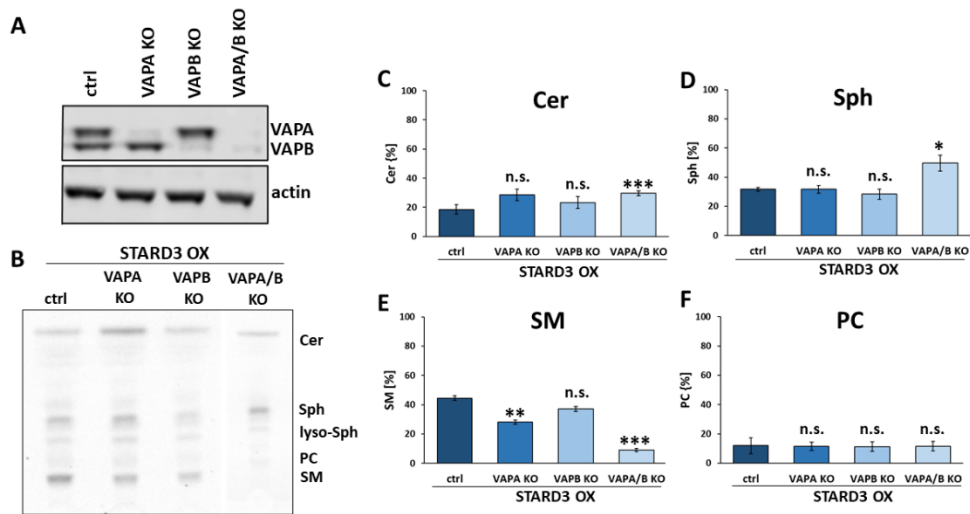 A
ctrl
VAPA KO
VAPB KO
VAPA/B KO
VAPA
VAPB
actin
B
STARD3 OX
ctrl
VAPA
KO
VAPB
KO
VAPA/B
KO
Cer
Sph
lyso-Sph
PC
SM
C
Cer
Cer {%]
100
80
60
40
20
0
n.s.
n.s.
***
ctrl
VAPA KO
VAPB KO
VAPA/B KO
STARD3 OX
D
Sph
Sph [%]
100
80
60
40
20
0
n.s.
n.s.
*
ctrl
VAPA KO
VAPB KO
VAPA/B KO
STARD3 OX
E
SM
SM [%]
100
80
60
40
20
0
**
n.s.
***
ctrl
VAPA KO
VAPB KO
VAPA/B KO
STARD3 OX
F
PC
PC {%]
100
80
60
40
20
0
n.s.
n.s.
n.s.
ctrl
VAPA KO
VAPB KO
VAPA/B KO
STARD3 OX